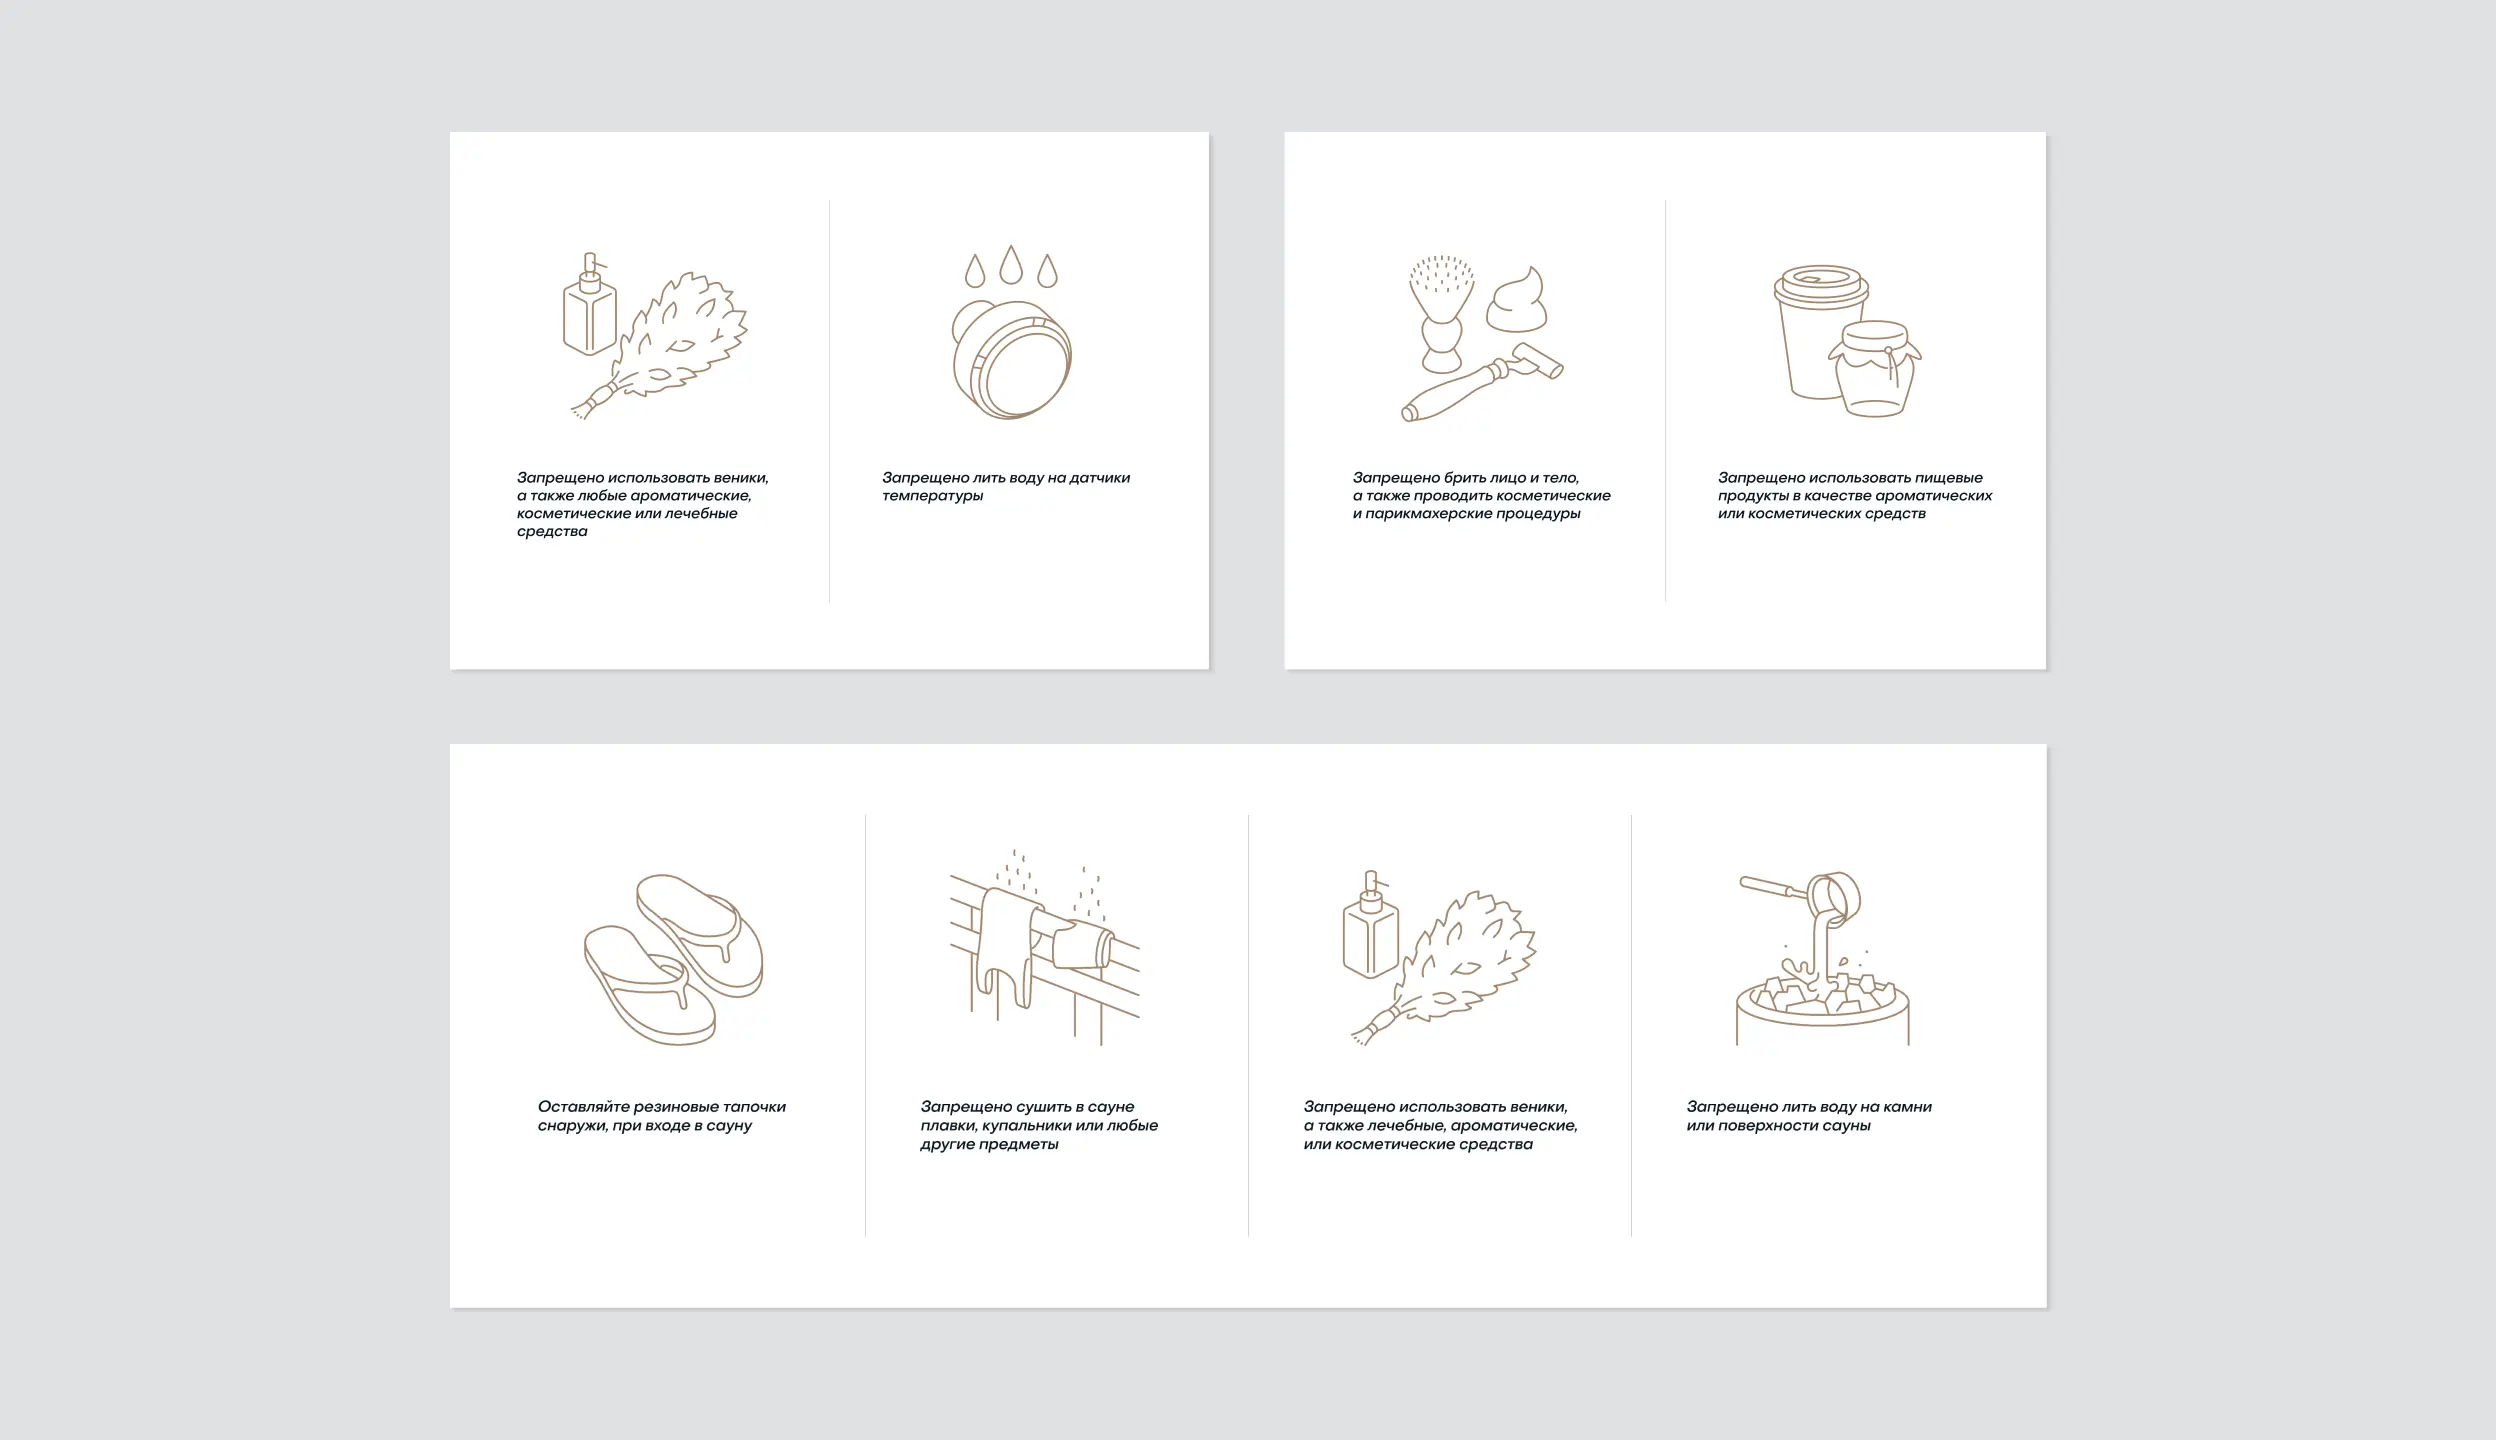 Запрещено использовать веники,
а также любые ароматические,
косметические или лечебные
средства
Запрещено лить воду на датчики
температуры
Запрещено брить лицо и тело,
а также проводить косметические
и парикмахерские процедуры
Запрещено использовать пищевые
продукты в качестве ароматических
или косметических средств
Оставляйте резиновые тапочки
снаружи, при входе в сауну
Запрещено сушить в сауне
плавки, купальники или любые
другие предметы
Запрещено использовать веники,
а также лечебные, ароматические,
или косметические средства
Запрещено лить воду на камни
или поверхности сауны